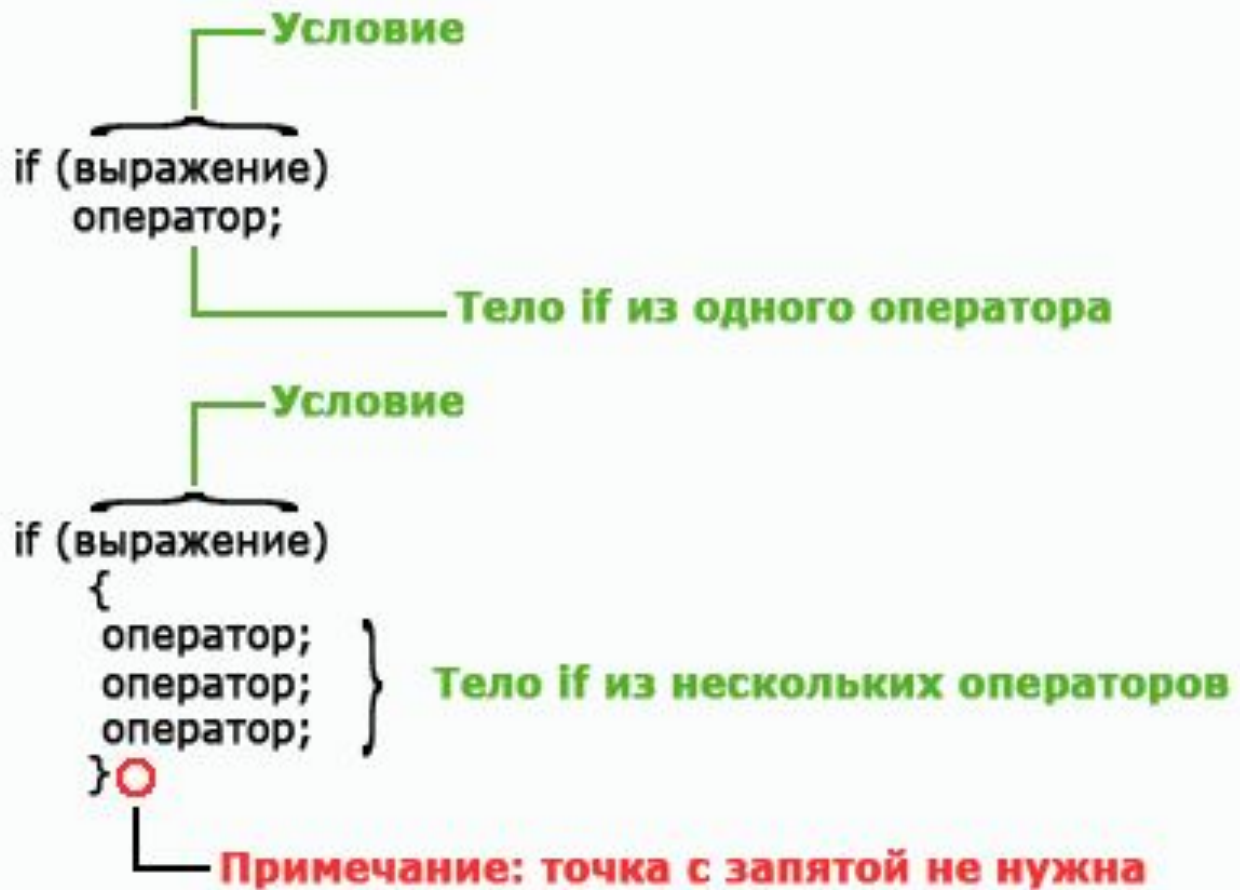 Условие
if (выражение)
оператор;
Тело if из одного оператора
Условие
if (выражение)
{
оператор;
оператор;
оператор;
Тело if из нескольких операторов
}
Примечание: точка с запятой не нужна